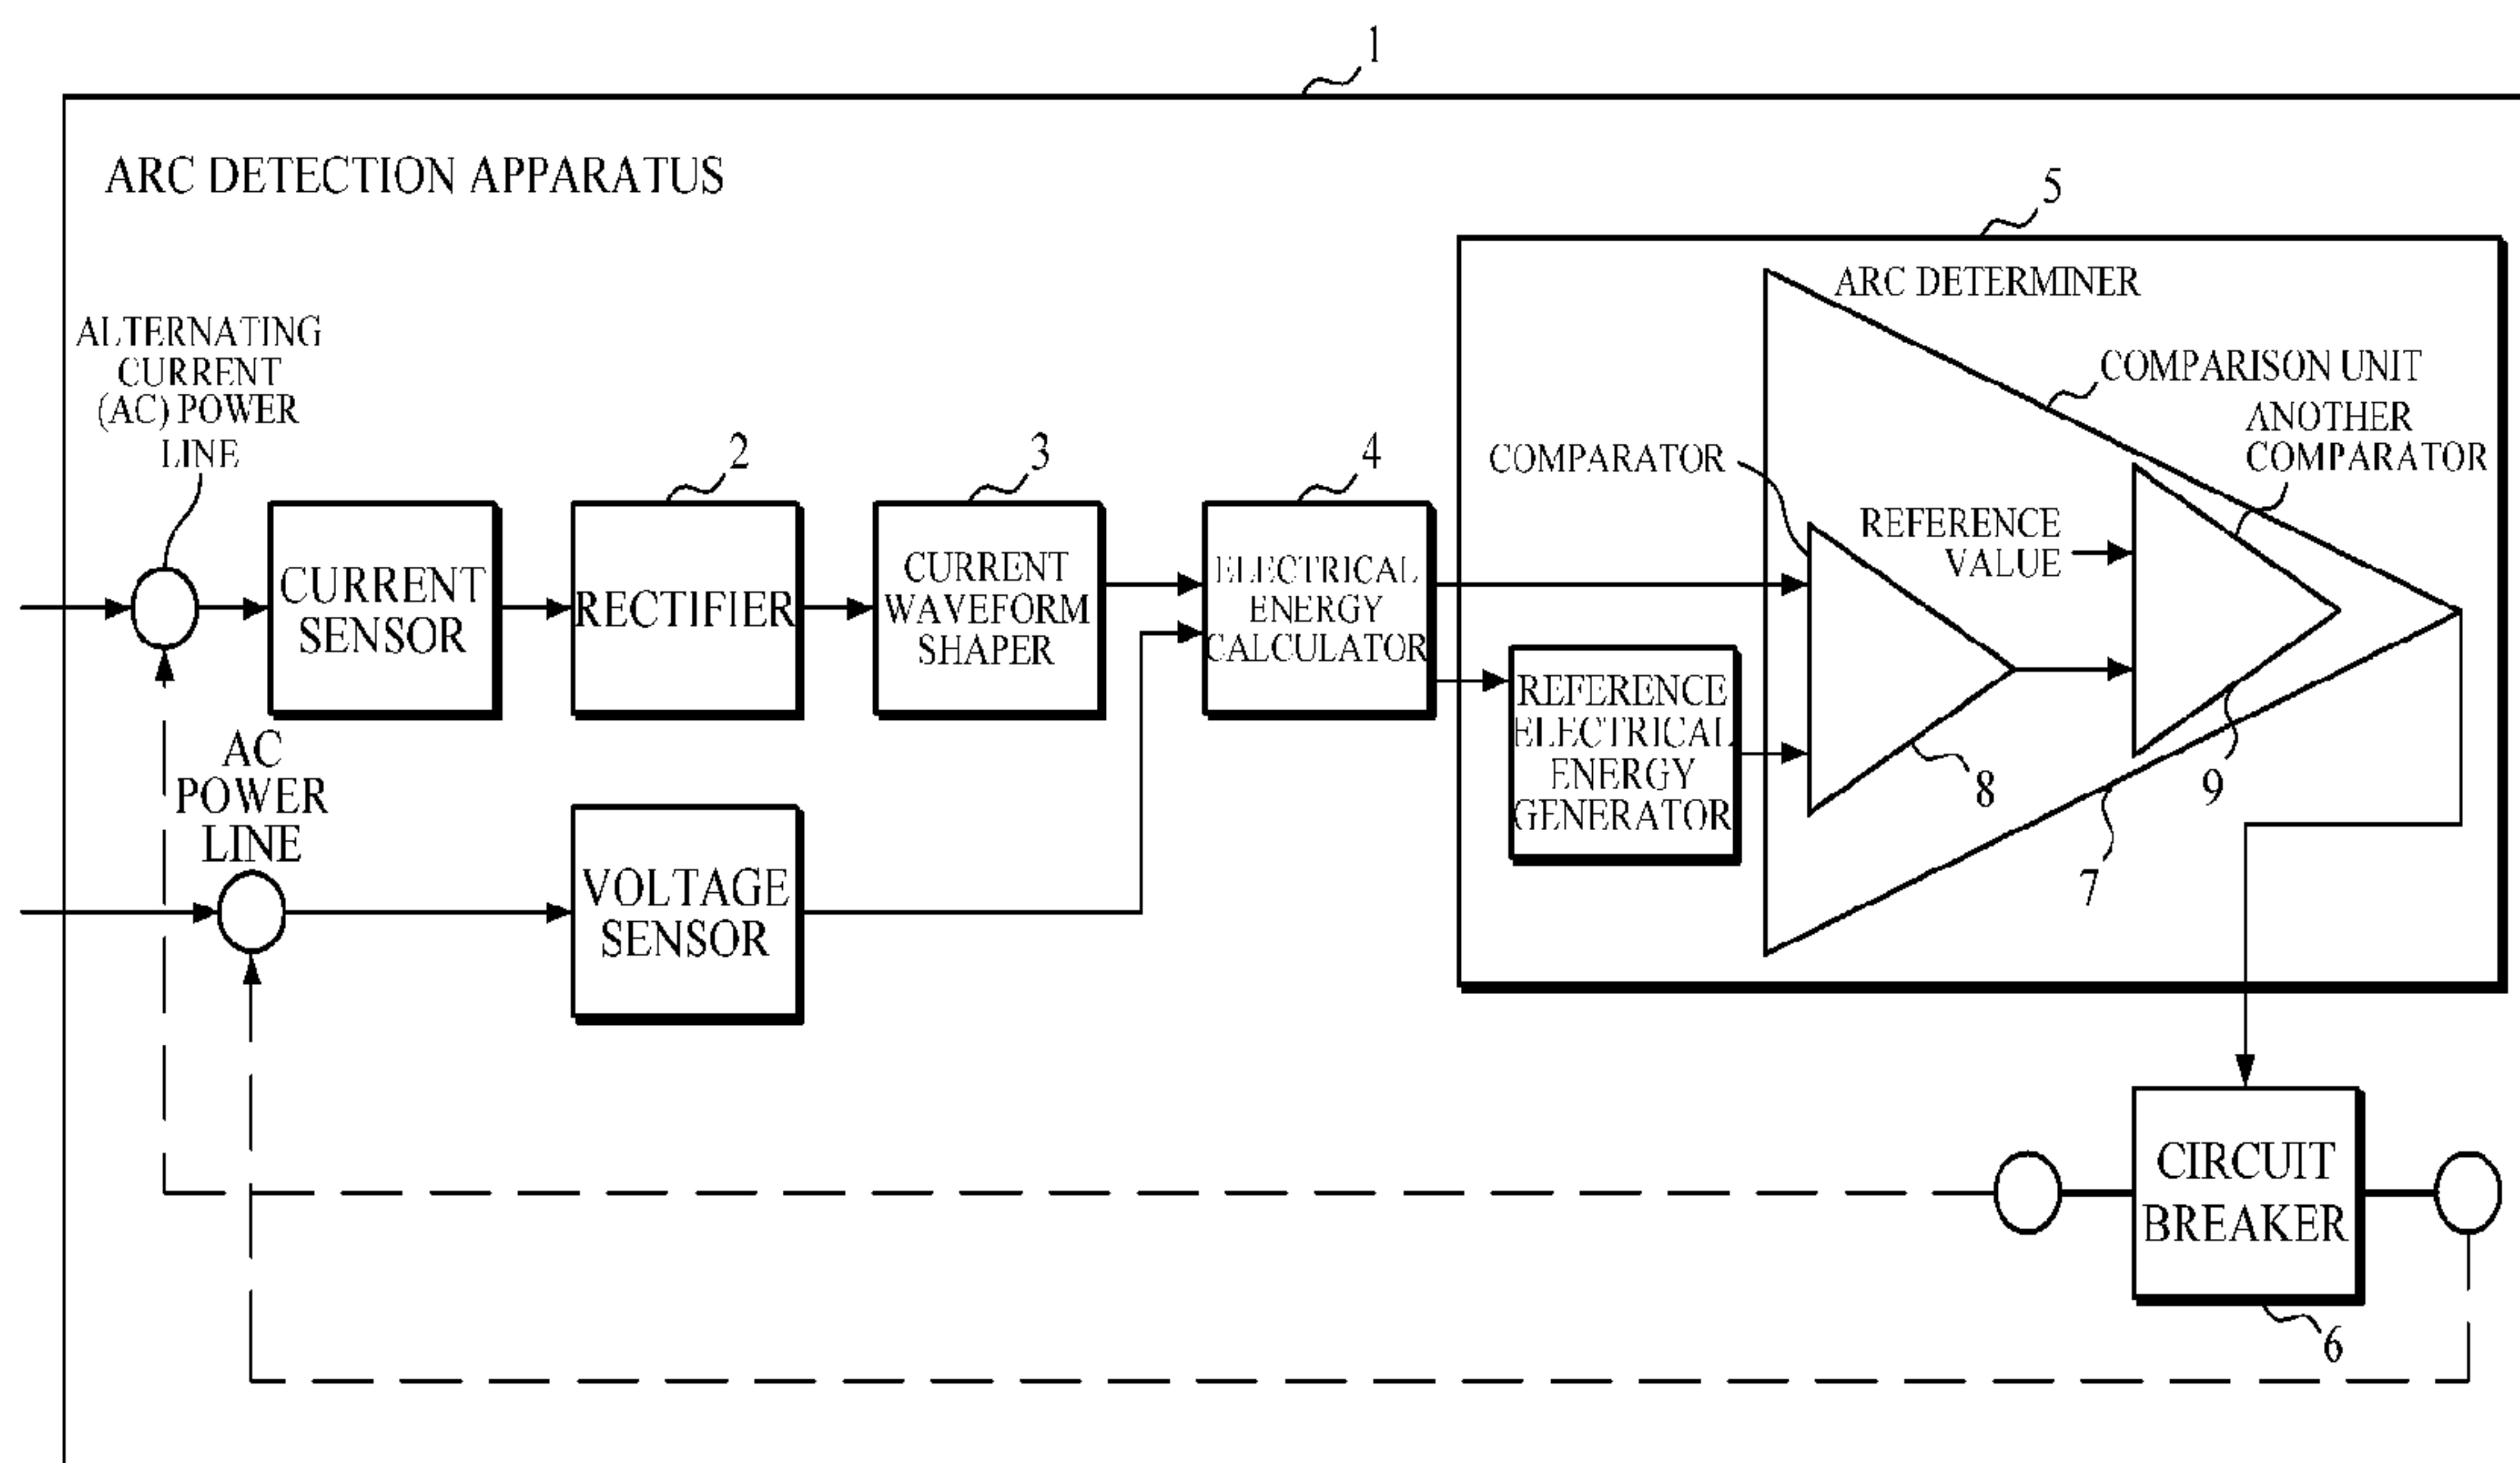 1
ARC DETECTION APPARATUS
5
ARC DETERMINER
COMPARISON UNIT
ANOTHER
COMPARATOR
ALTERNATING
CURRENT
(AC) POWER
LINE
2
3
4
COMPARATOR
REFERENCE
VALUE
CURRENT
SENSOR
RECTIFIER
CURRENT
WAVEFORM
SHAPER
ELECTRICAL
ENERGY
CALCULATOR
REFERENCE
ELECTRICAL
ENERGY
GENERATOR
8
9
7
AC
POWER
LINE
VOLTAGE
SENSOR
CIRCUIT
BREAKER
6